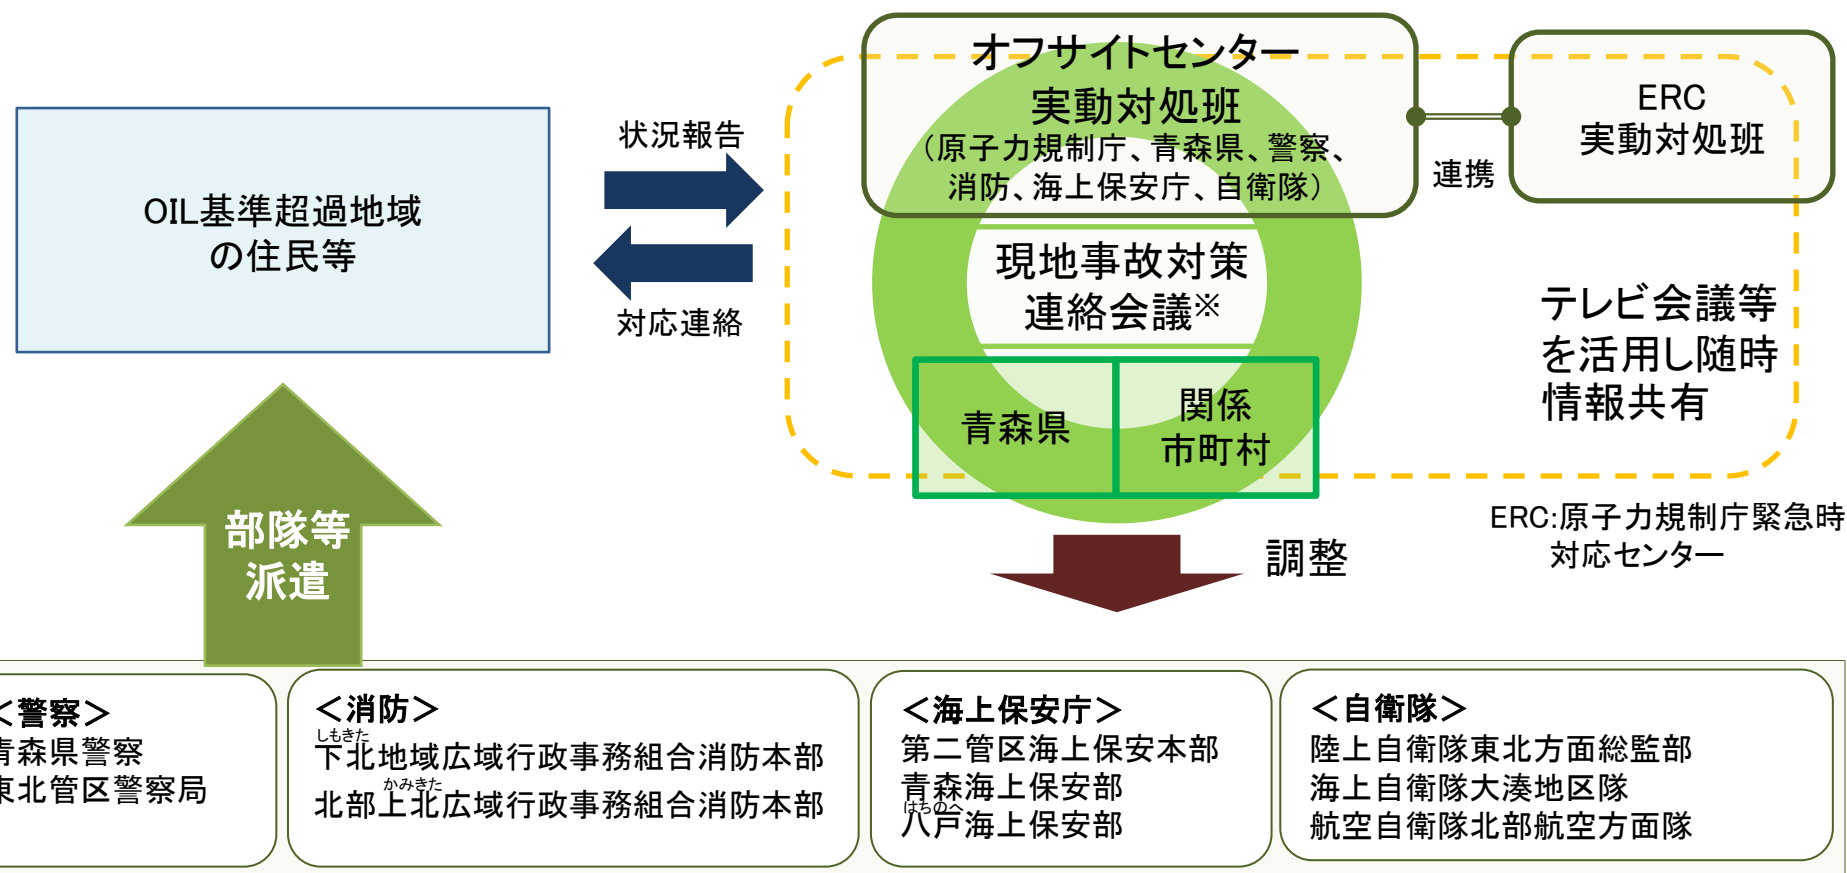 オフサイトセンター
実動対処班
（原子力規制庁、青森県、警察、
消防、海上保安庁、自衛隊）
ERC
実動対処班
連携
状況報告
対応連絡
OIL基準超過地域
の住民等
現地事故対策
連絡会議※
青森県
関係
市町村
テレビ会議等
を活用し随時
情報共有
ERC:原子力規制庁緊急時
対応センター
調整
部隊等
派遣
＜警察＞
青森県警察
東北管区警察局
＜消防＞
しもきた
下北地域広域行政事務組合消防本部
かみきた
北部上北広域行政事務組合消防本部
＜海上保安庁＞
第二管区海上保安本部
青森海上保安部
はちのへ
八戸海上保安部
＜自衛隊＞
陸上自衛隊東北方面総監部
海上自衛隊大湊地区隊
航空自衛隊北部航空方面隊